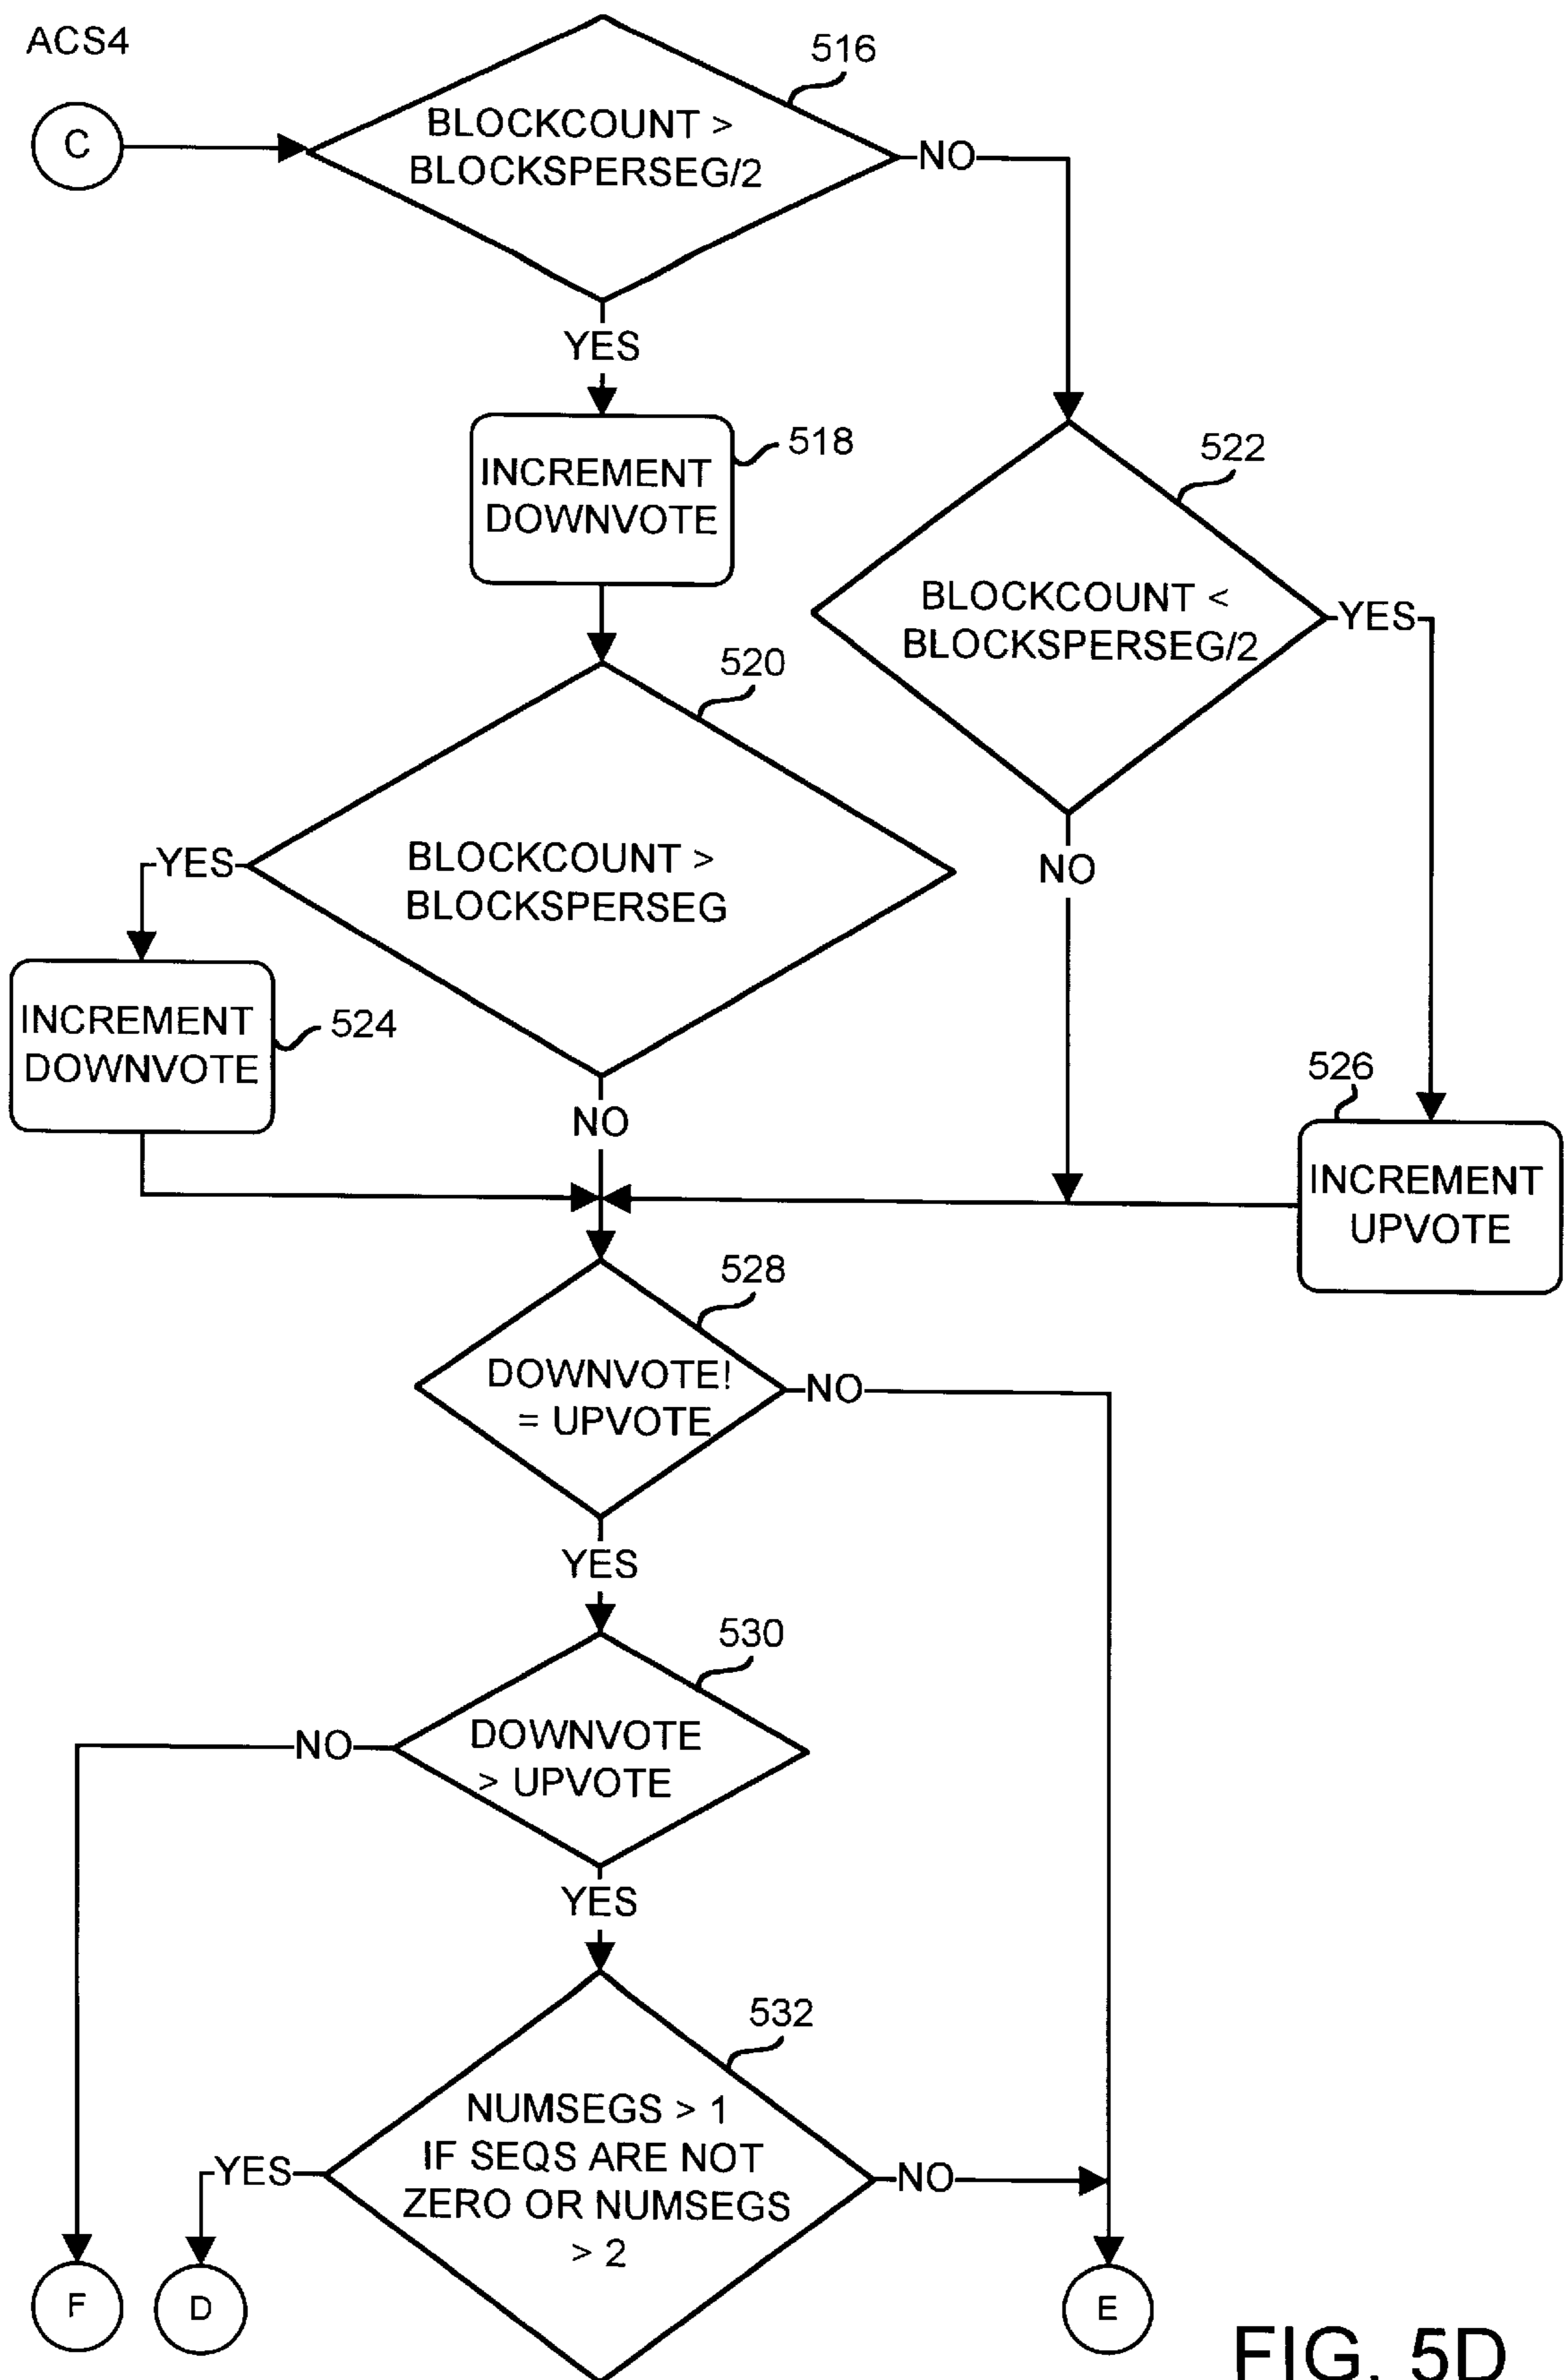 ACS4
516
C
BLOCKCOUNT >
BLOCKSPERSEG/2
NO
YES
518
INCREMENT
DOWNVOTE
522
BLOCKCOUNT <
BLOCKSPERSEG/2
YES
NO
520
BLOCKCOUNT >
BLOCKSPERSEG
YES
NO
INCREMENT
DOWNVOTE
524
526
INCREMENT
UPVOTE
528
DOWNVOTE!
= UPVOTE
NO
YES
530
DOWNVOTE
> UPVOTE
NO
YES
532
NUMSEGS > 1
IF SEQS ARE NOT
ZERO OR NUMSEGS
> 2
YES
NO
F
D
E
FIG. 5D